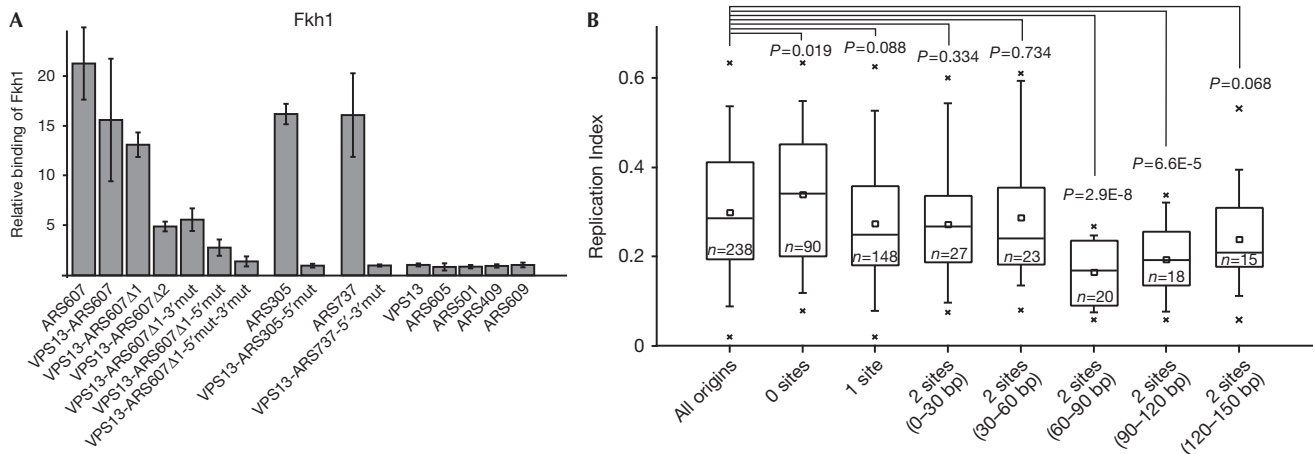 A
Fkh1
Relative binding of Fkh1
20
15
10
5
ARS607
VPS13-ARS607
VPS13-ARS607Δ1
VPS13-ARS607Δ2
VPS13-ARS607Δ1-3′mut
VPS13-ARS607Δ1-5′mut
VPS13-ARS607Δ1-5′mut-3′mut
ARS305
VPS13-ARS305-5′mut
ARS737
VPS13-ARS737-5′-3′mut
VPS13
ARS605
ARS501
ARS409
ARS609
B
Replication Index
0.6
0.4
0.2
0
P=0.019
P=0.088
P=0.334
P=0.734
P=2.9E-8
P=6.6E-5
P=0.068
n=238
n=90
n=148
n=27
n=23
n=20
n=18
n=15
All origins
0 sites
1 site
2 sites
(0–30 bp)
2 sites
(30–60 bp)
2 sites
(60–90 bp)
2 sites
(90–120 bp)
2 sites
(120–150 bp)